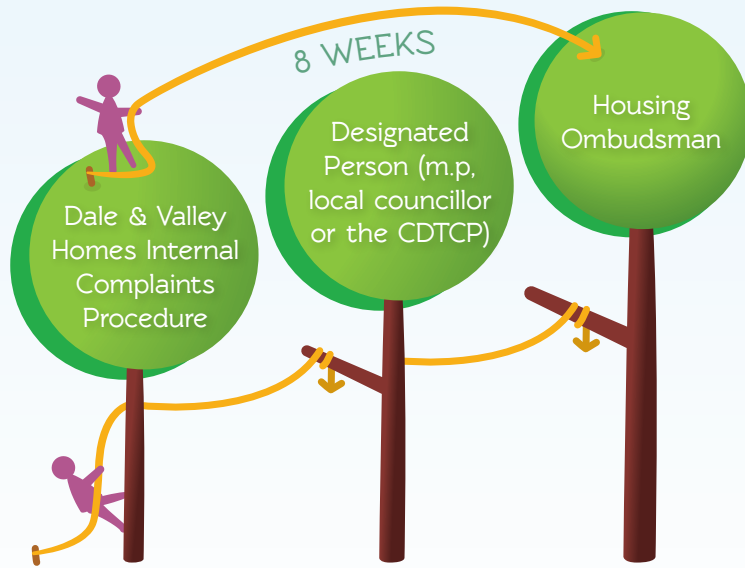 8 WEEKS
Dale & Valley
Homes Internal
Complaints
Procedure
Designated
Person (m.p,
local councillor
or the CDTCP)
Housing
Ombudsman